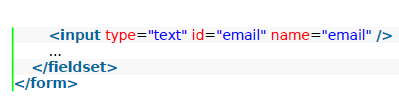 <input type="text" id="email" name="email" />
...
</fieldset>
</form>